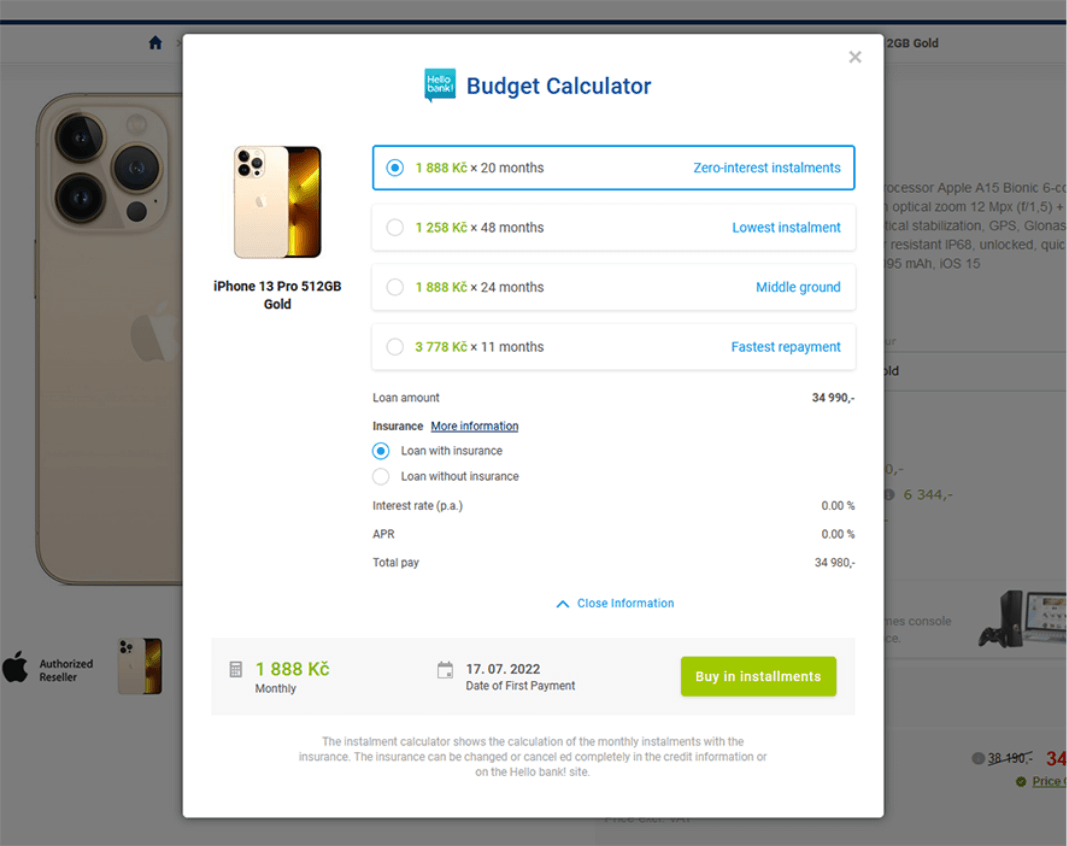 2GB Gold
Hello bank!
Budget Calculator
1 888 Kč × 20 months Zero-interest instalments
1 258 Kč × 48 months Lowest instalment
1 888 Kč × 24 months Middle ground
3 778 Kč × 11 months Fastest repayment
iPhone 13 Pro 512GB
Gold
Loan amount 34 990,-
Insurance More information
Loan with insurance
Loan without insurance
Interest rate (p.a.) 0.00 %
APR 0.00 %
Total pay 34 980,-
Close Information
1 888 Kč
Monthly
17. 07. 2022
Date of First Payment
Buy in installments
The instalment calculator shows the calculation of the monthly instalments with the
insurance. The insurance can be changed or cancel ed completely in the credit information or
on the Hello bank! site.
Authorized
Reseller
rocessor Apple A15 Bionic 6-co
optical zoom 12 Mpx (f/1,5) +
tical stabilization, GPS, Glonas
resistant IP68, unlocked, quic
95 mAh, iOS 15
old
0,-
6 344,-
mes console
ce.
38 190,- 34
Price
Price excl. VAT